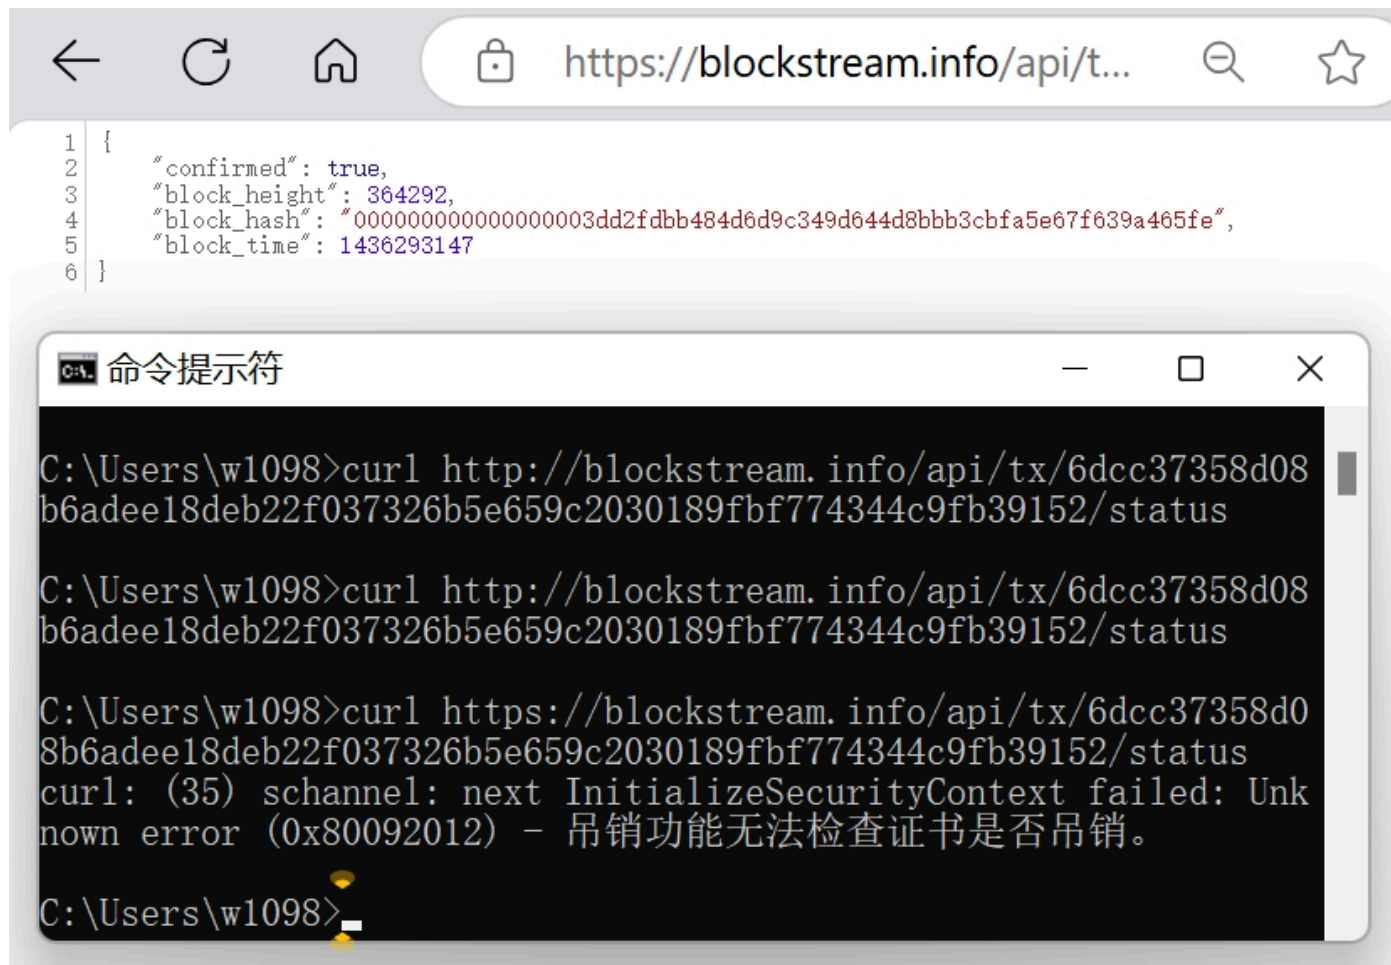 https://blockstream.info/api/t...
1 {
2 "confirmed": true,
3 "block_height": 364292,
4 "block_hash": "0000000000000000003dd2fdbb484d6d9c349d644d8bbb3cbfa5e67f639a465fe",
5 "block_time": 1436293147
6 }
命令提示符
C:\Users\w1098>curl http://blockstream.info/api/tx/6dcc37358d08
b6adee18deb22f037326b5e659c2030189fbf774344c9fb39152/status
C:\Users\w1098>curl http://blockstream.info/api/tx/6dcc37358d08
b6adee18deb22f037326b5e659c2030189fbf774344c9fb39152/status
C:\Users\w1098>curl https://blockstream.info/api/tx/6dcc37358d0
8b6adee18deb22f037326b5e659c2030189fbf774344c9fb39152/status
curl: (35) schannel: next InitializeSecurityContext failed: Unk
nown error (0x80092012) - 吊销功能无法检查证书是否吊销。
C:\Users\w1098>